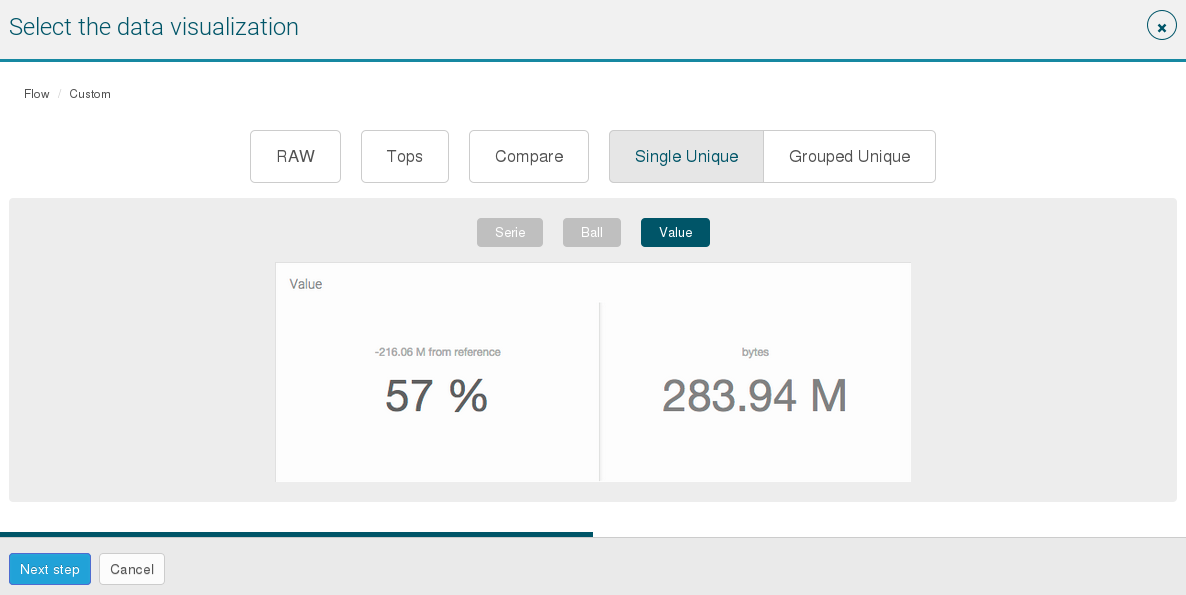 Select the data visualization
Flow / Custom
RAW Tops Compare Single Unique Grouped Unique
Serie Ball Value
Value
-216.06 M from reference bytes
57 % 283.94 M
Next step Cancel